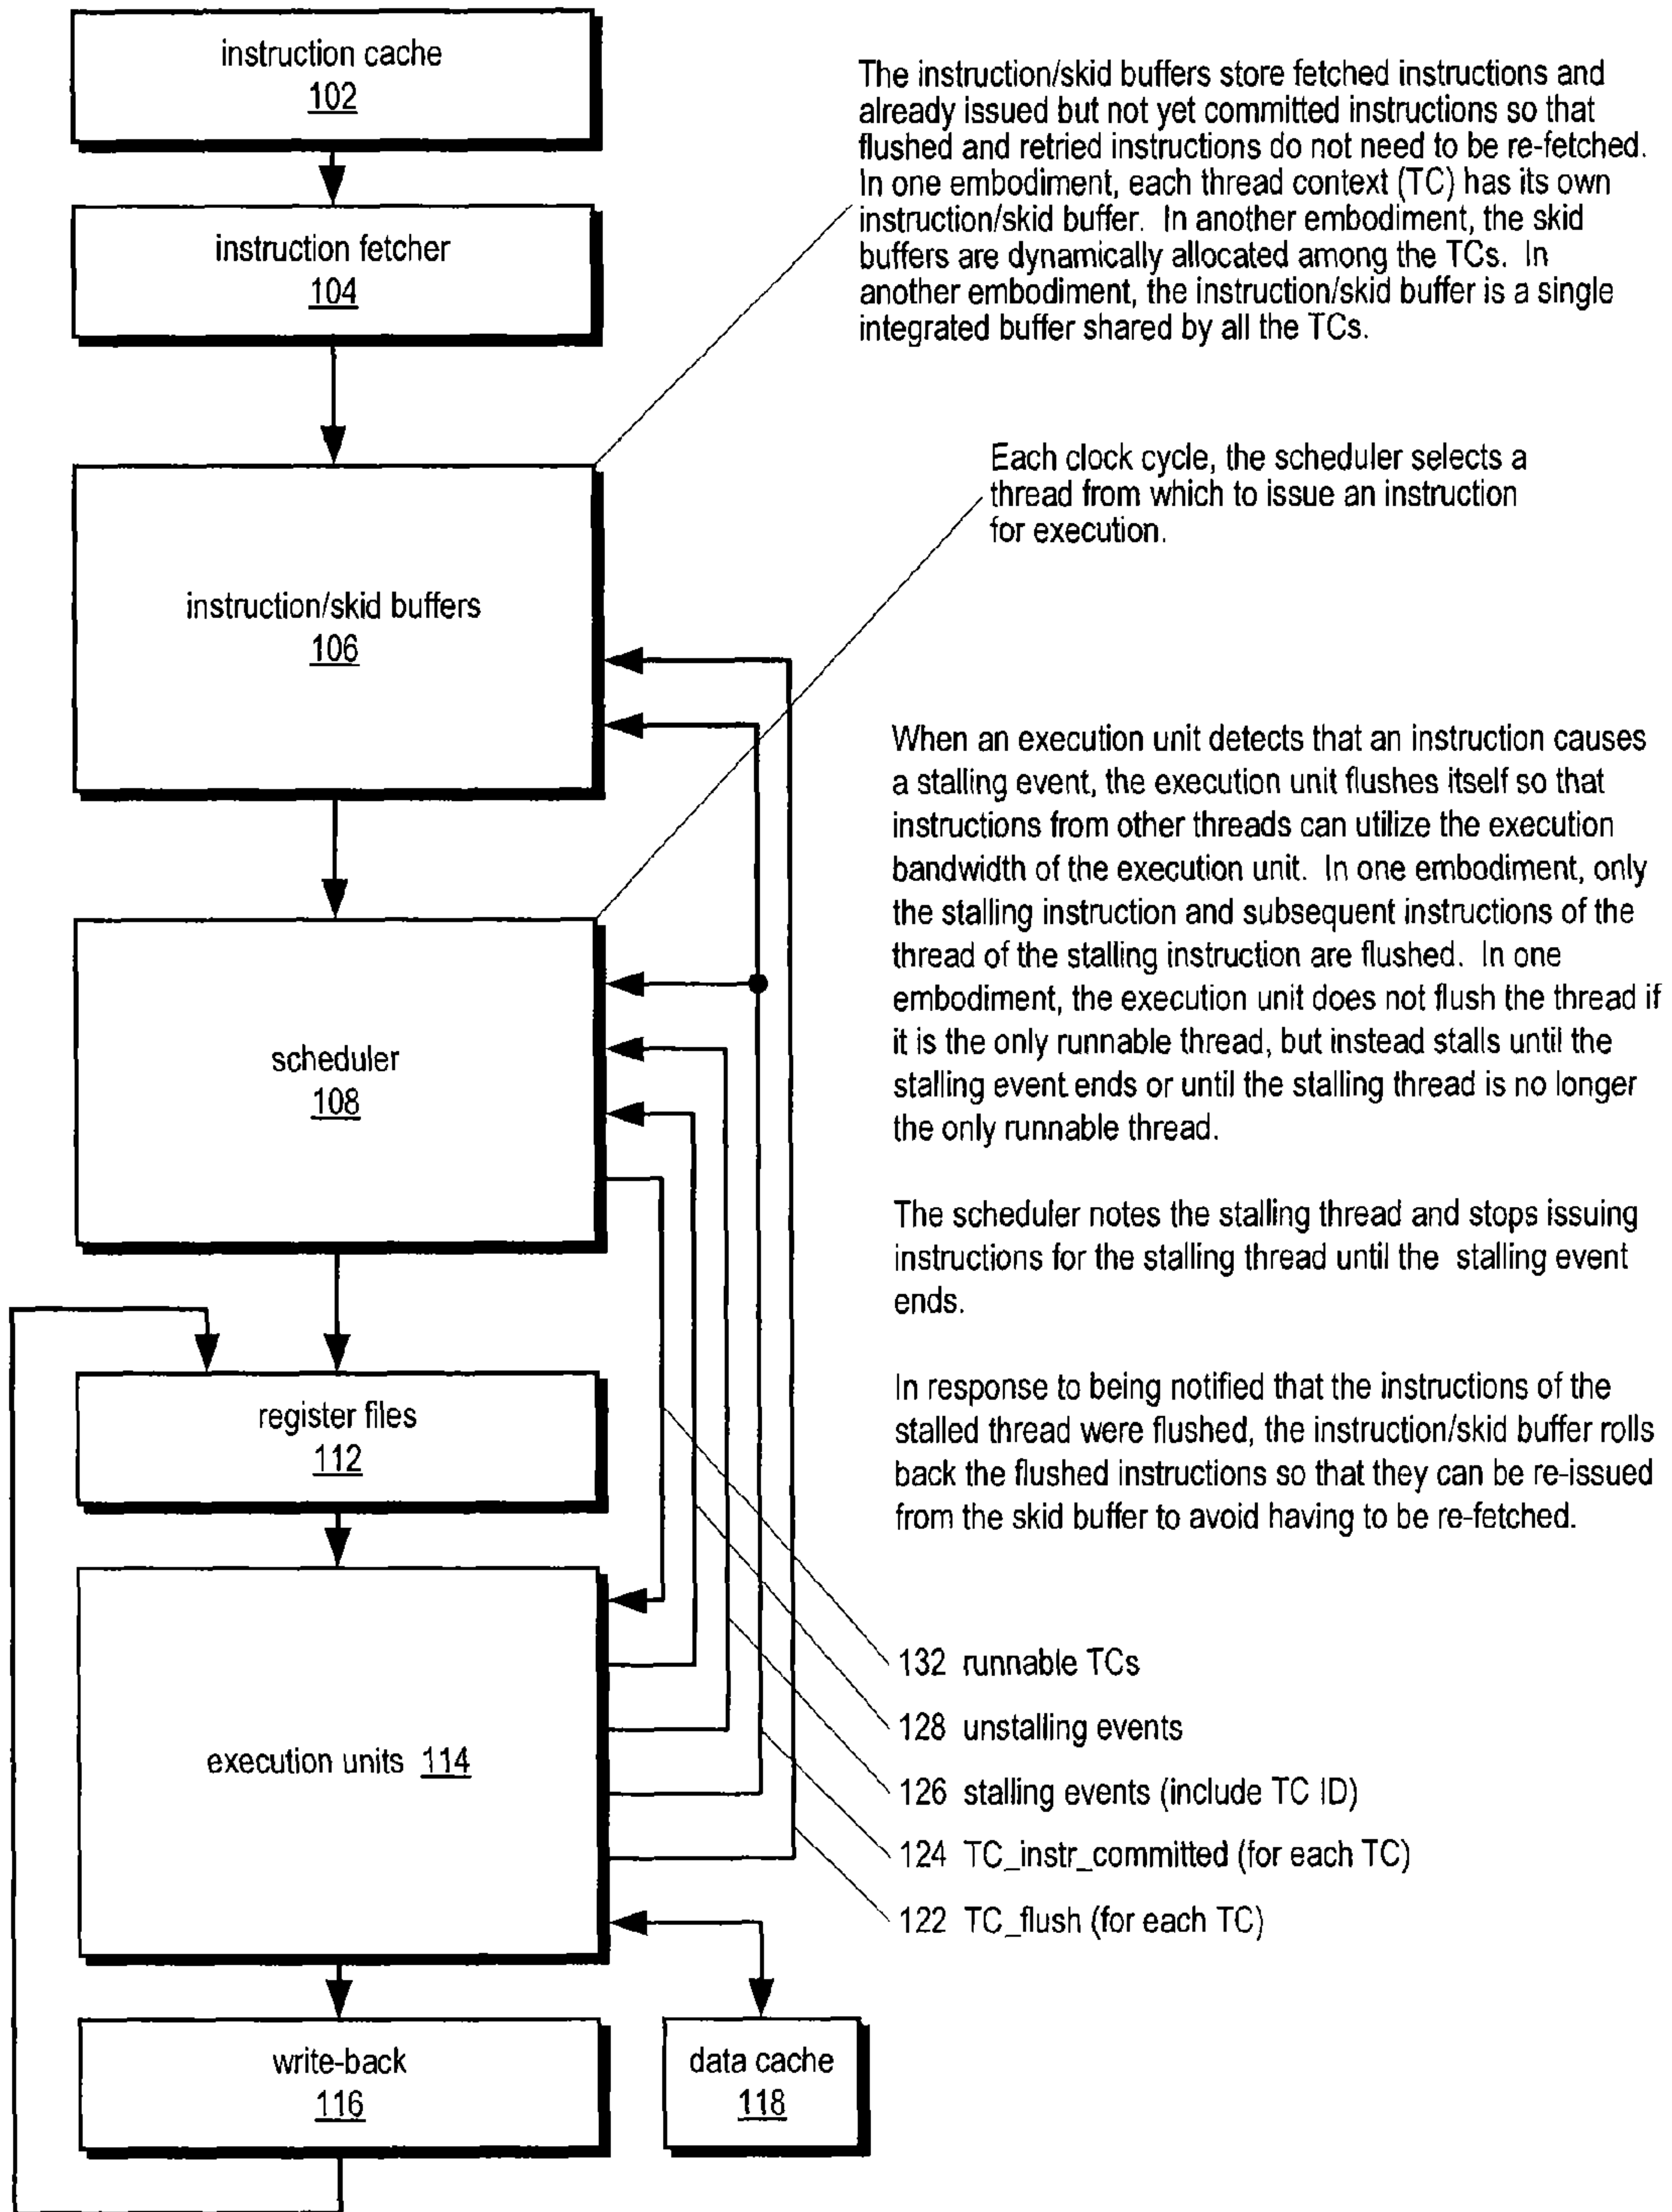 instruction cache
102
The instruction/skid buffers store fetched instructions and
already issued but not yet committed instructions so that
flushed and retried instructions do not need to be re-fetched.
In one embodiment, each thread context (TC) has its own
instruction/skid buffer. In another embodiment, the skid
buffers are dynamically allocated among the TCs. In
another embodiment, the instruction/skid buffer is a single
integrated buffer shared by all the TCs.
instruction fetcher
104
Each clock cycle, the scheduler selects a
thread from which to issue an instruction
for execution.
instruction/skid buffers
106
When an execution unit detects that an instruction causes
a stalling event, the execution unit flushes itself so that
instructions from other threads can utilize the execution
bandwidth of the execution unit. In one embodiment, only
the stalling instruction and subsequent instructions of the
thread of the stalling instruction are flushed. In one
embodiment, the execution unit does not flush the thread if
it is the only runnable thread, but instead stalls until the
stalling event ends or until the stalling thread is no longer
the only runnable thread.
scheduler
108
The scheduler notes the stalling thread and stops issuing
instructions for the stalling thread until the stalling event
ends.
register files
112
In response to being notified that the instructions of the
stalled thread were flushed, the instruction/skid buffer rolls
back the flushed instructions so that they can be re-issued
from the skid buffer to avoid having to be re-fetched.
execution units 114
132 runnable TCs
128 unstalling events
126 stalling events (include TC ID)
124 TC_instr_committed (for each TC)
122 TC_flush (for each TC)
write-back
116
data cache
118